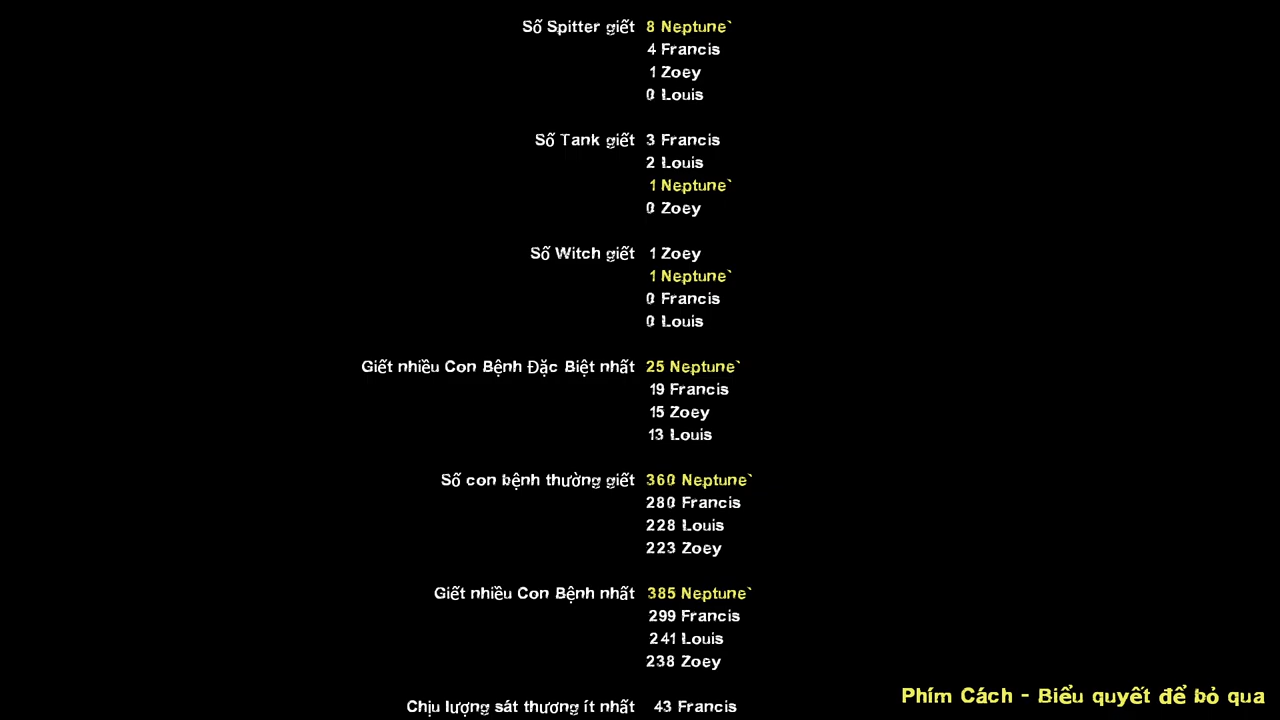 Số Spitter giết 8 Neptune`
4 Francis
1 Zoey
0 Louis
Số Tank giết 3 Francis
2 Louis
1 Neptune`
0 Zoey
Số Witch giết 1 Zoey
1 Neptune`
0 Francis
0 Louis
Giết nhiều Con Bệnh Đặc Biệt nhất 25 Neptune`
19 Francis
15 Zoey
13 Louis
Số con bệnh thường giết 360 Neptune`
280 Francis
228 Louis
223 Zoey
Giết nhiều Con Bệnh nhất 385 Neptune`
299 Francis
241 Louis
238 Zoey
Chịu lượng sát thương ít nhất 43 Francis
Phím Cách - Biểu quyết để bỏ qua